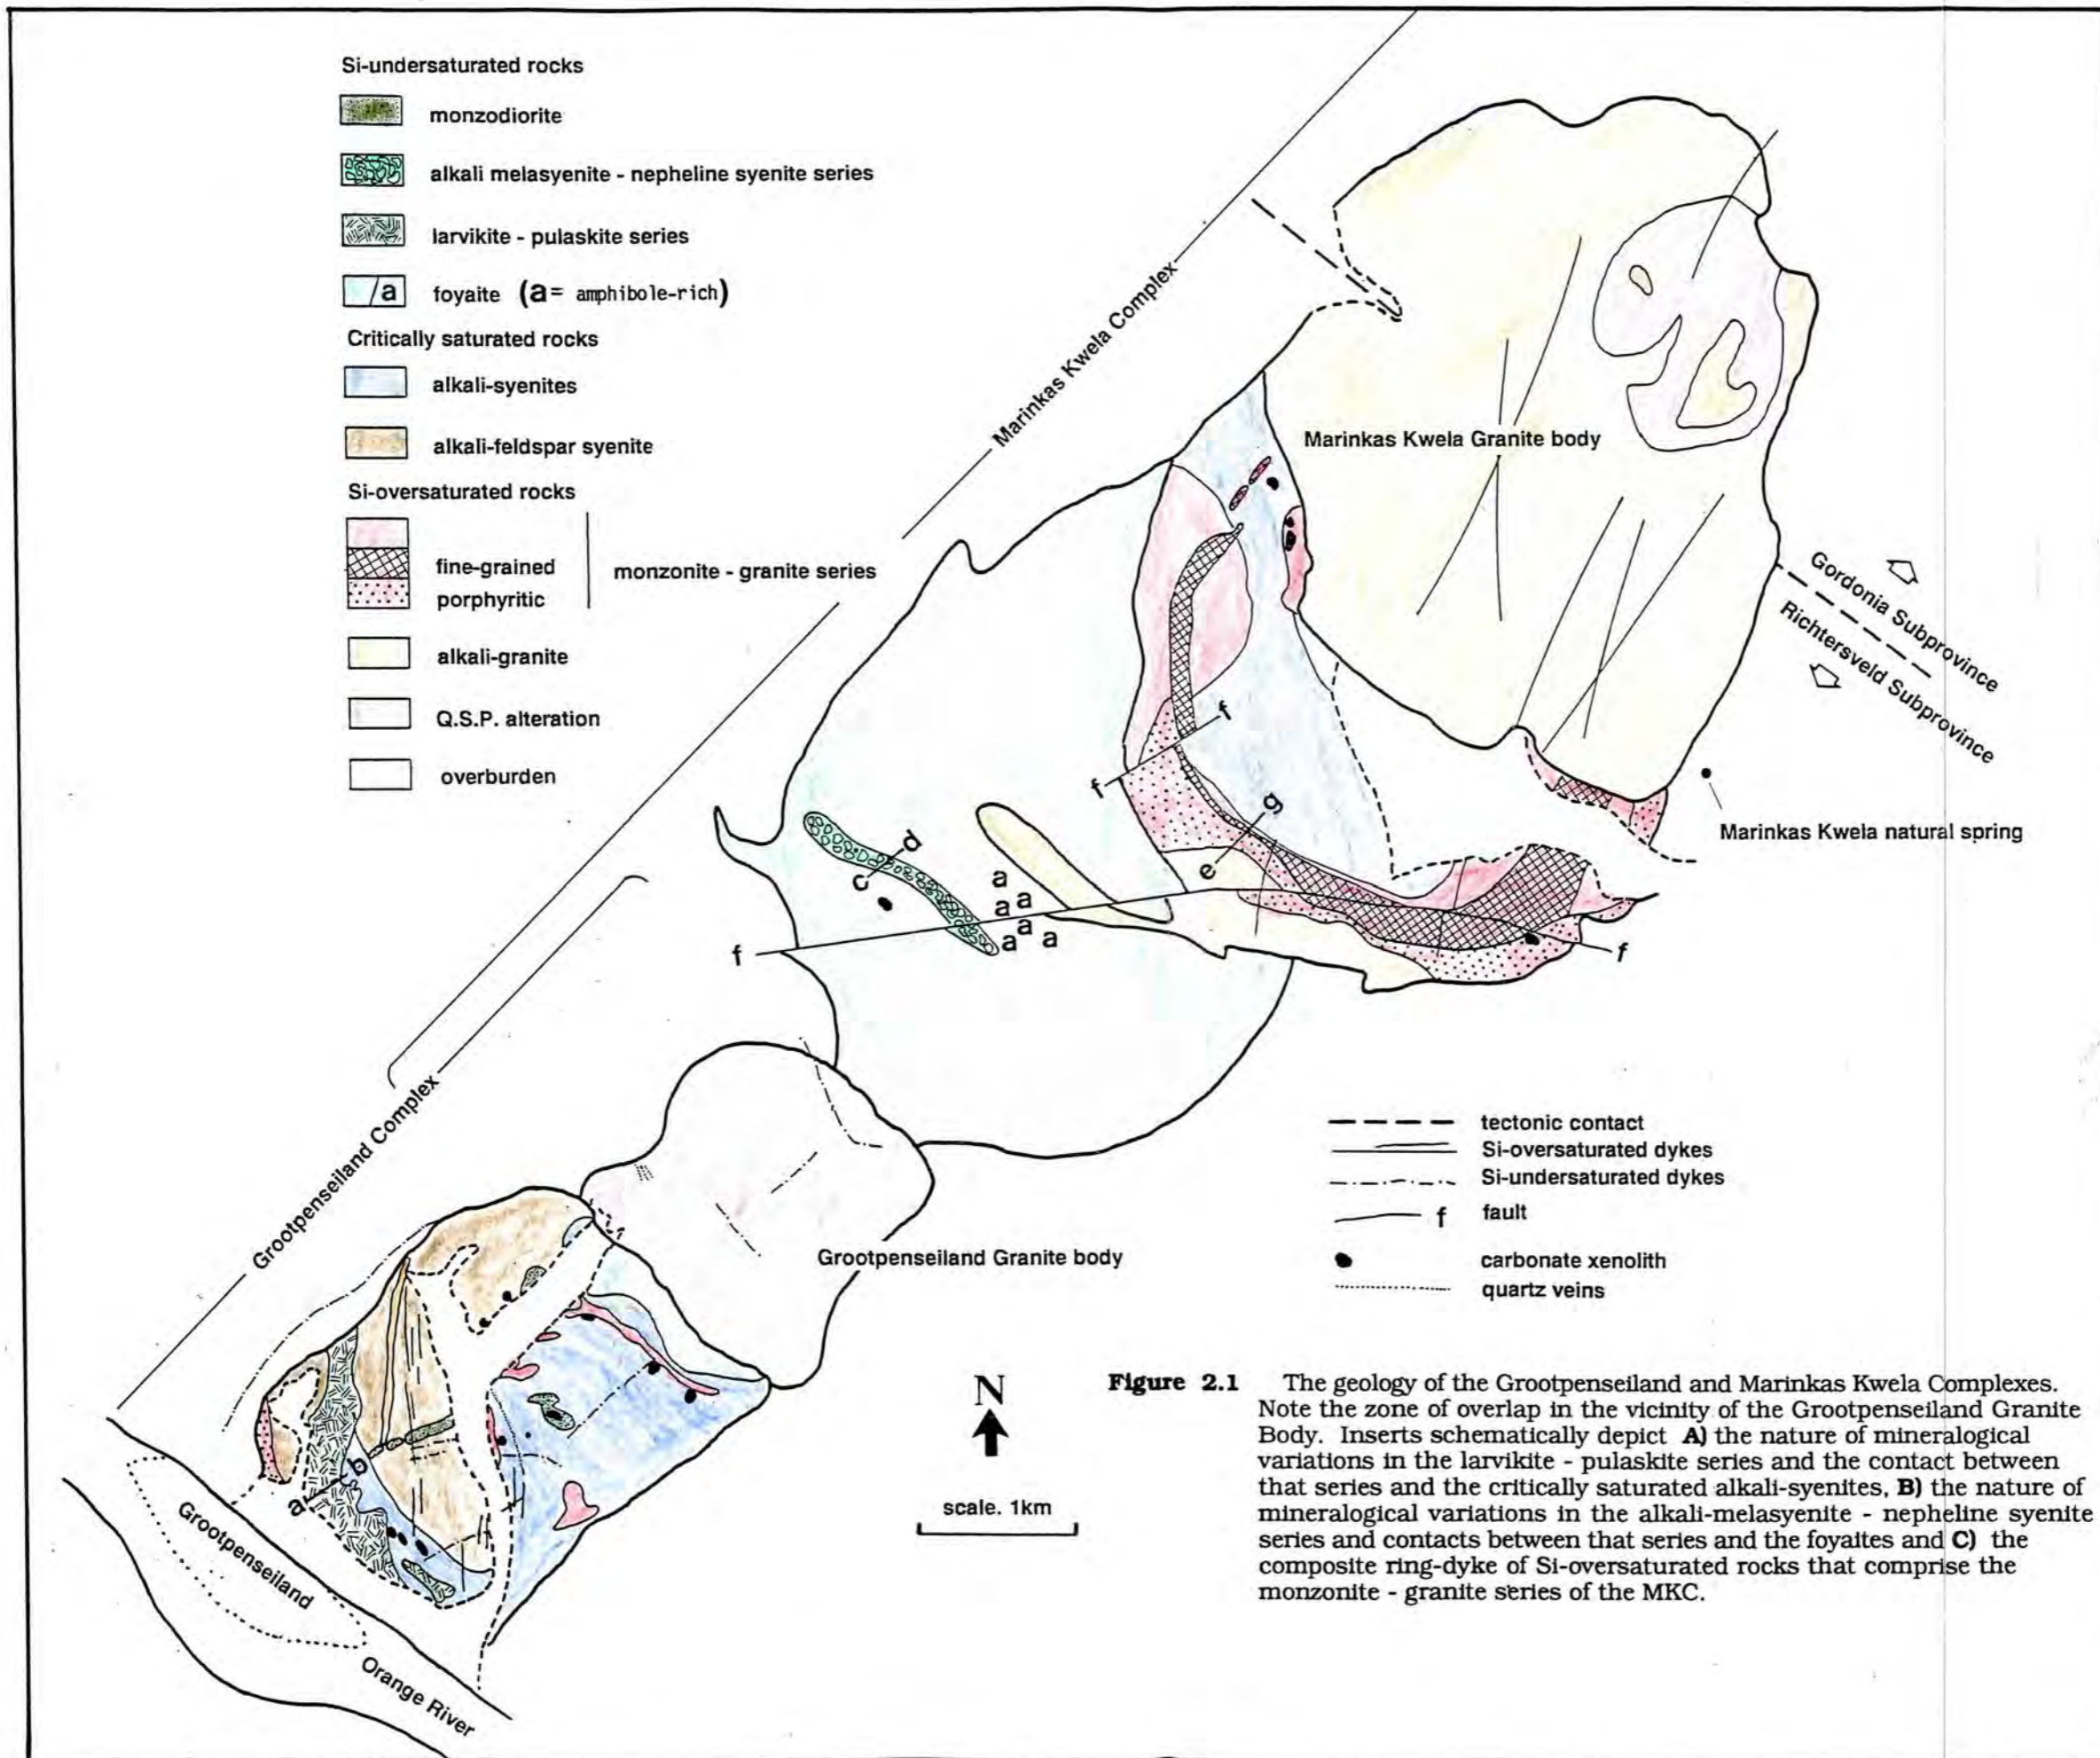 Si-undersaturated rocks
monzodiorite
alkali melasyenite - nepheline syenite series
larvikite - pulaskite series
a
foyaite (a= amphibole-rich)
Critically saturated rocks
alkali-syenites
alkali-feldspar syenite
Si-oversaturated rocks
fine-grained
porphyritic
monzonite - granite series
alkali-granite
Q.S.P. alteration
overburden
Marinkas Kwela Complex
Marinkas Kwela Granite body
Gordonia Subprovince
Richtersveld Subprovince
Marinkas Kwela natural spring
f
f
g
e
d
c
a
a
a
a
a
a
f
f
Grootpenseiland Complex
Grootpenseiland Granite body
b
a
Grootpenseiland
Orange River
tectonic contact
Si-oversaturated dykes
Si-undersaturated dykes
f fault
carbonate xenolith
quartz veins
N
scale. 1km
Figure 2.1 The geology of the Grootpenseiland and Marinkas Kwela Complexes.
Note the zone of overlap in the vicinity of the Grootpenseiland Granite
Body. Inserts schematically depict A) the nature of mineralogical
variations in the larvikite - pulaskite series and the contact between
that series and the critically saturated alkali-syenites, B) the nature of
mineralogical variations in the alkali-melasyenite - nepheline syenite
series and contacts between that series and the foyaites and C) the
composite ring-dyke of Si-oversaturated rocks that comprise the
monzonite - granite series of the MKC.